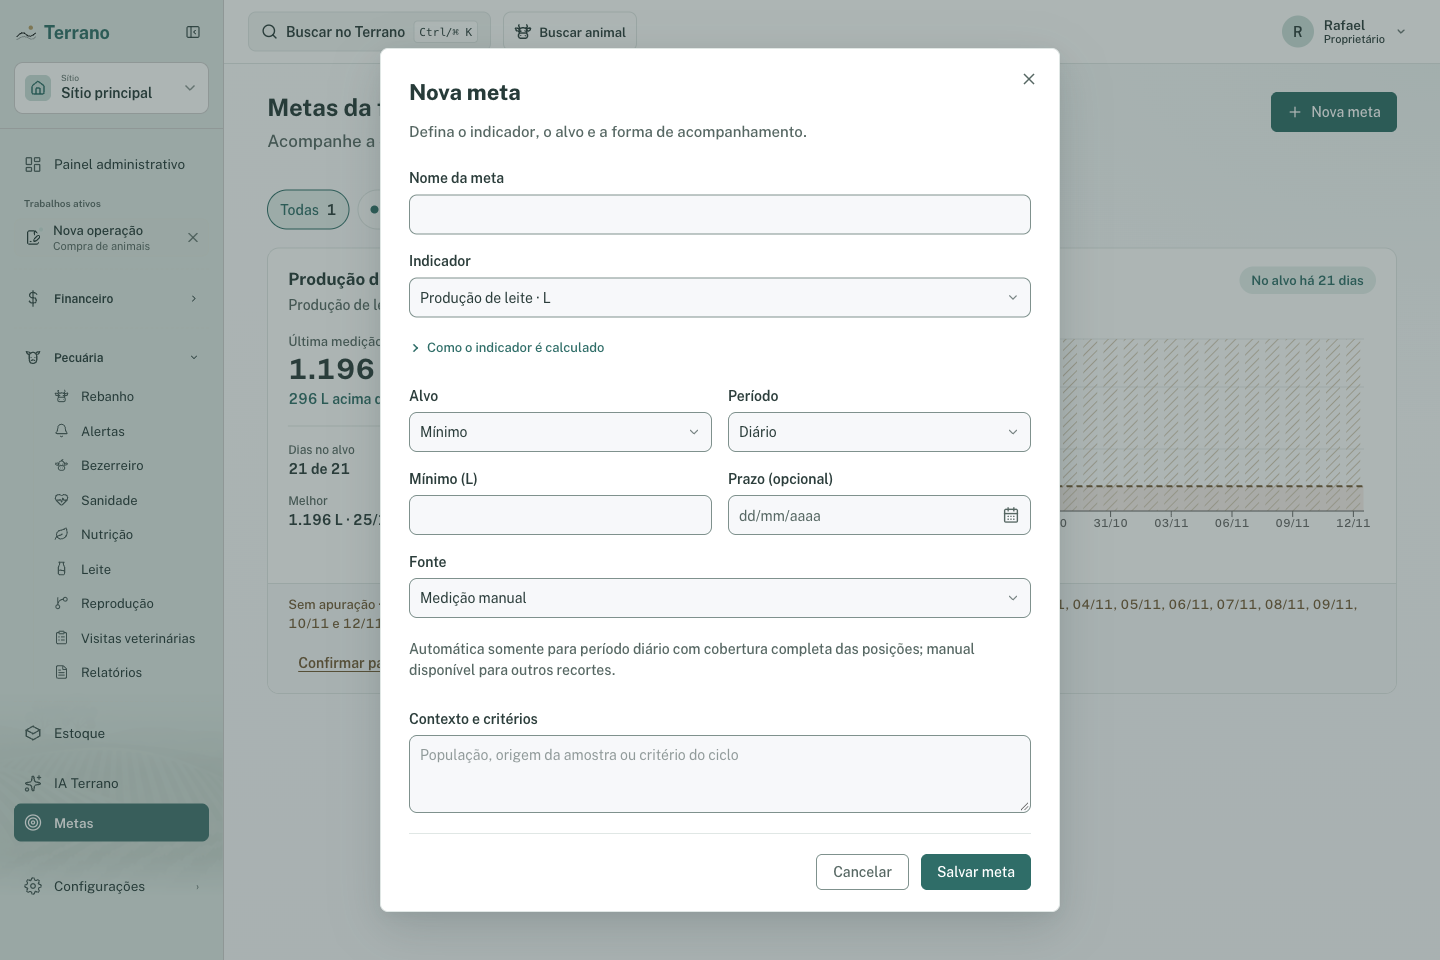 Terrano
Buscar no Terrano Ctrl/⌘ K
Buscar animal
R
Rafael
Proprietário
Sítio
Sítio principal
Painel administrativo
Trabalhos ativos
Nova operação
Compra de animais
Financeiro
Pecuária
Rebanho
Alertas
Bezerreiro
Sanidade
Nutrição
Leite
Reprodução
Visitas veterinárias
Relatórios
Estoque
IA Terrano
Metas
Configurações
Metas da
Acompanhe a
Nova meta
Todas 1
Produção d
Produção de le
No alvo há 21 dias
Última mediçã
1.196
296 L acima
Dias no alvo
21 de 21
Melhor
1.196 L · 25/
31/10 03/11 06/11 09/11 12/11
Sem apuração
04/11, 05/11, 06/11, 07/11, 08/11, 09/11,
10/11 e 12/11
Confirmar pa
Nova meta
Defina o indicador, o alvo e a forma de acompanhamento.
Nome da meta
Indicador
Produção de leite · L
Como o indicador é calculado
Alvo
Período
Mínimo
Diário
Mínimo (L)
Prazo (opcional)
dd/mm/aaaa
Fonte
Medição manual
Automática somente para período diário com cobertura completa das posições; manual
disponível para outros recortes.
Contexto e critérios
População, origem da amostra ou critério do ciclo
Cancelar
Salvar meta